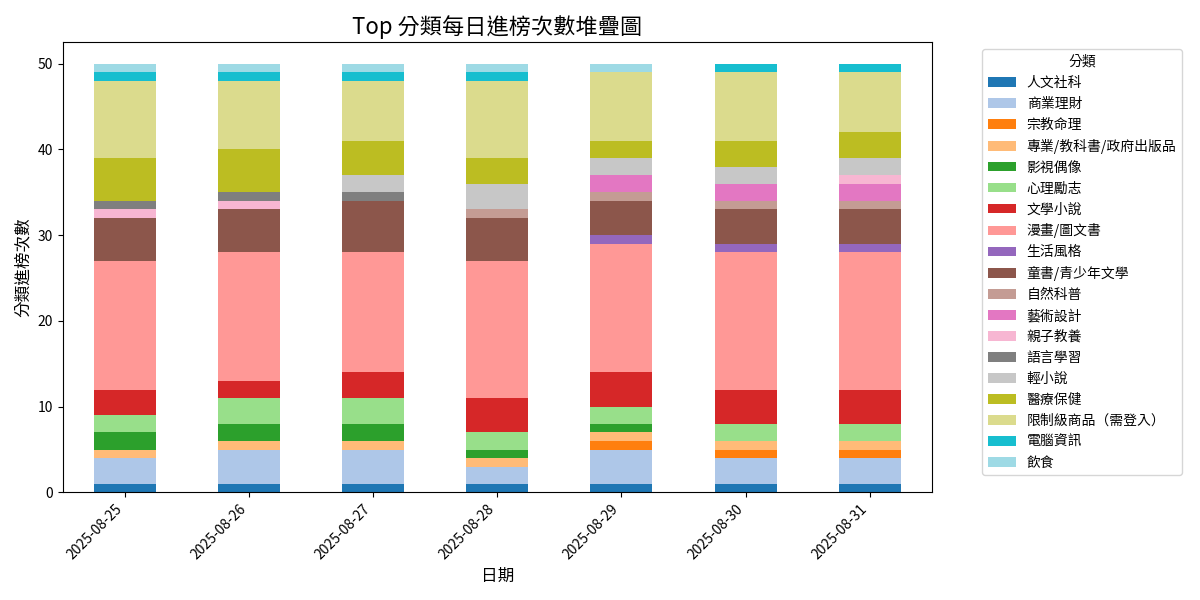 Top 分類每日進榜次數堆疊圖
分類進榜次數
50
40
30
20
10
0
2025-08-25
2025-08-26
2025-08-27
2025-08-28
2025-08-29
2025-08-30
2025-08-31
日期
分類
人文社科
商業理財
宗教命理
專業/教科書/政府出版品
影視偶像
心理勵志
文學小說
漫畫/圖文書
生活風格
童書/青少年文學
自然科普
藝術設計
親子教養
語言學習
輕小說
醫療保健
限制級商品（需登入）
電腦資訊
飲食